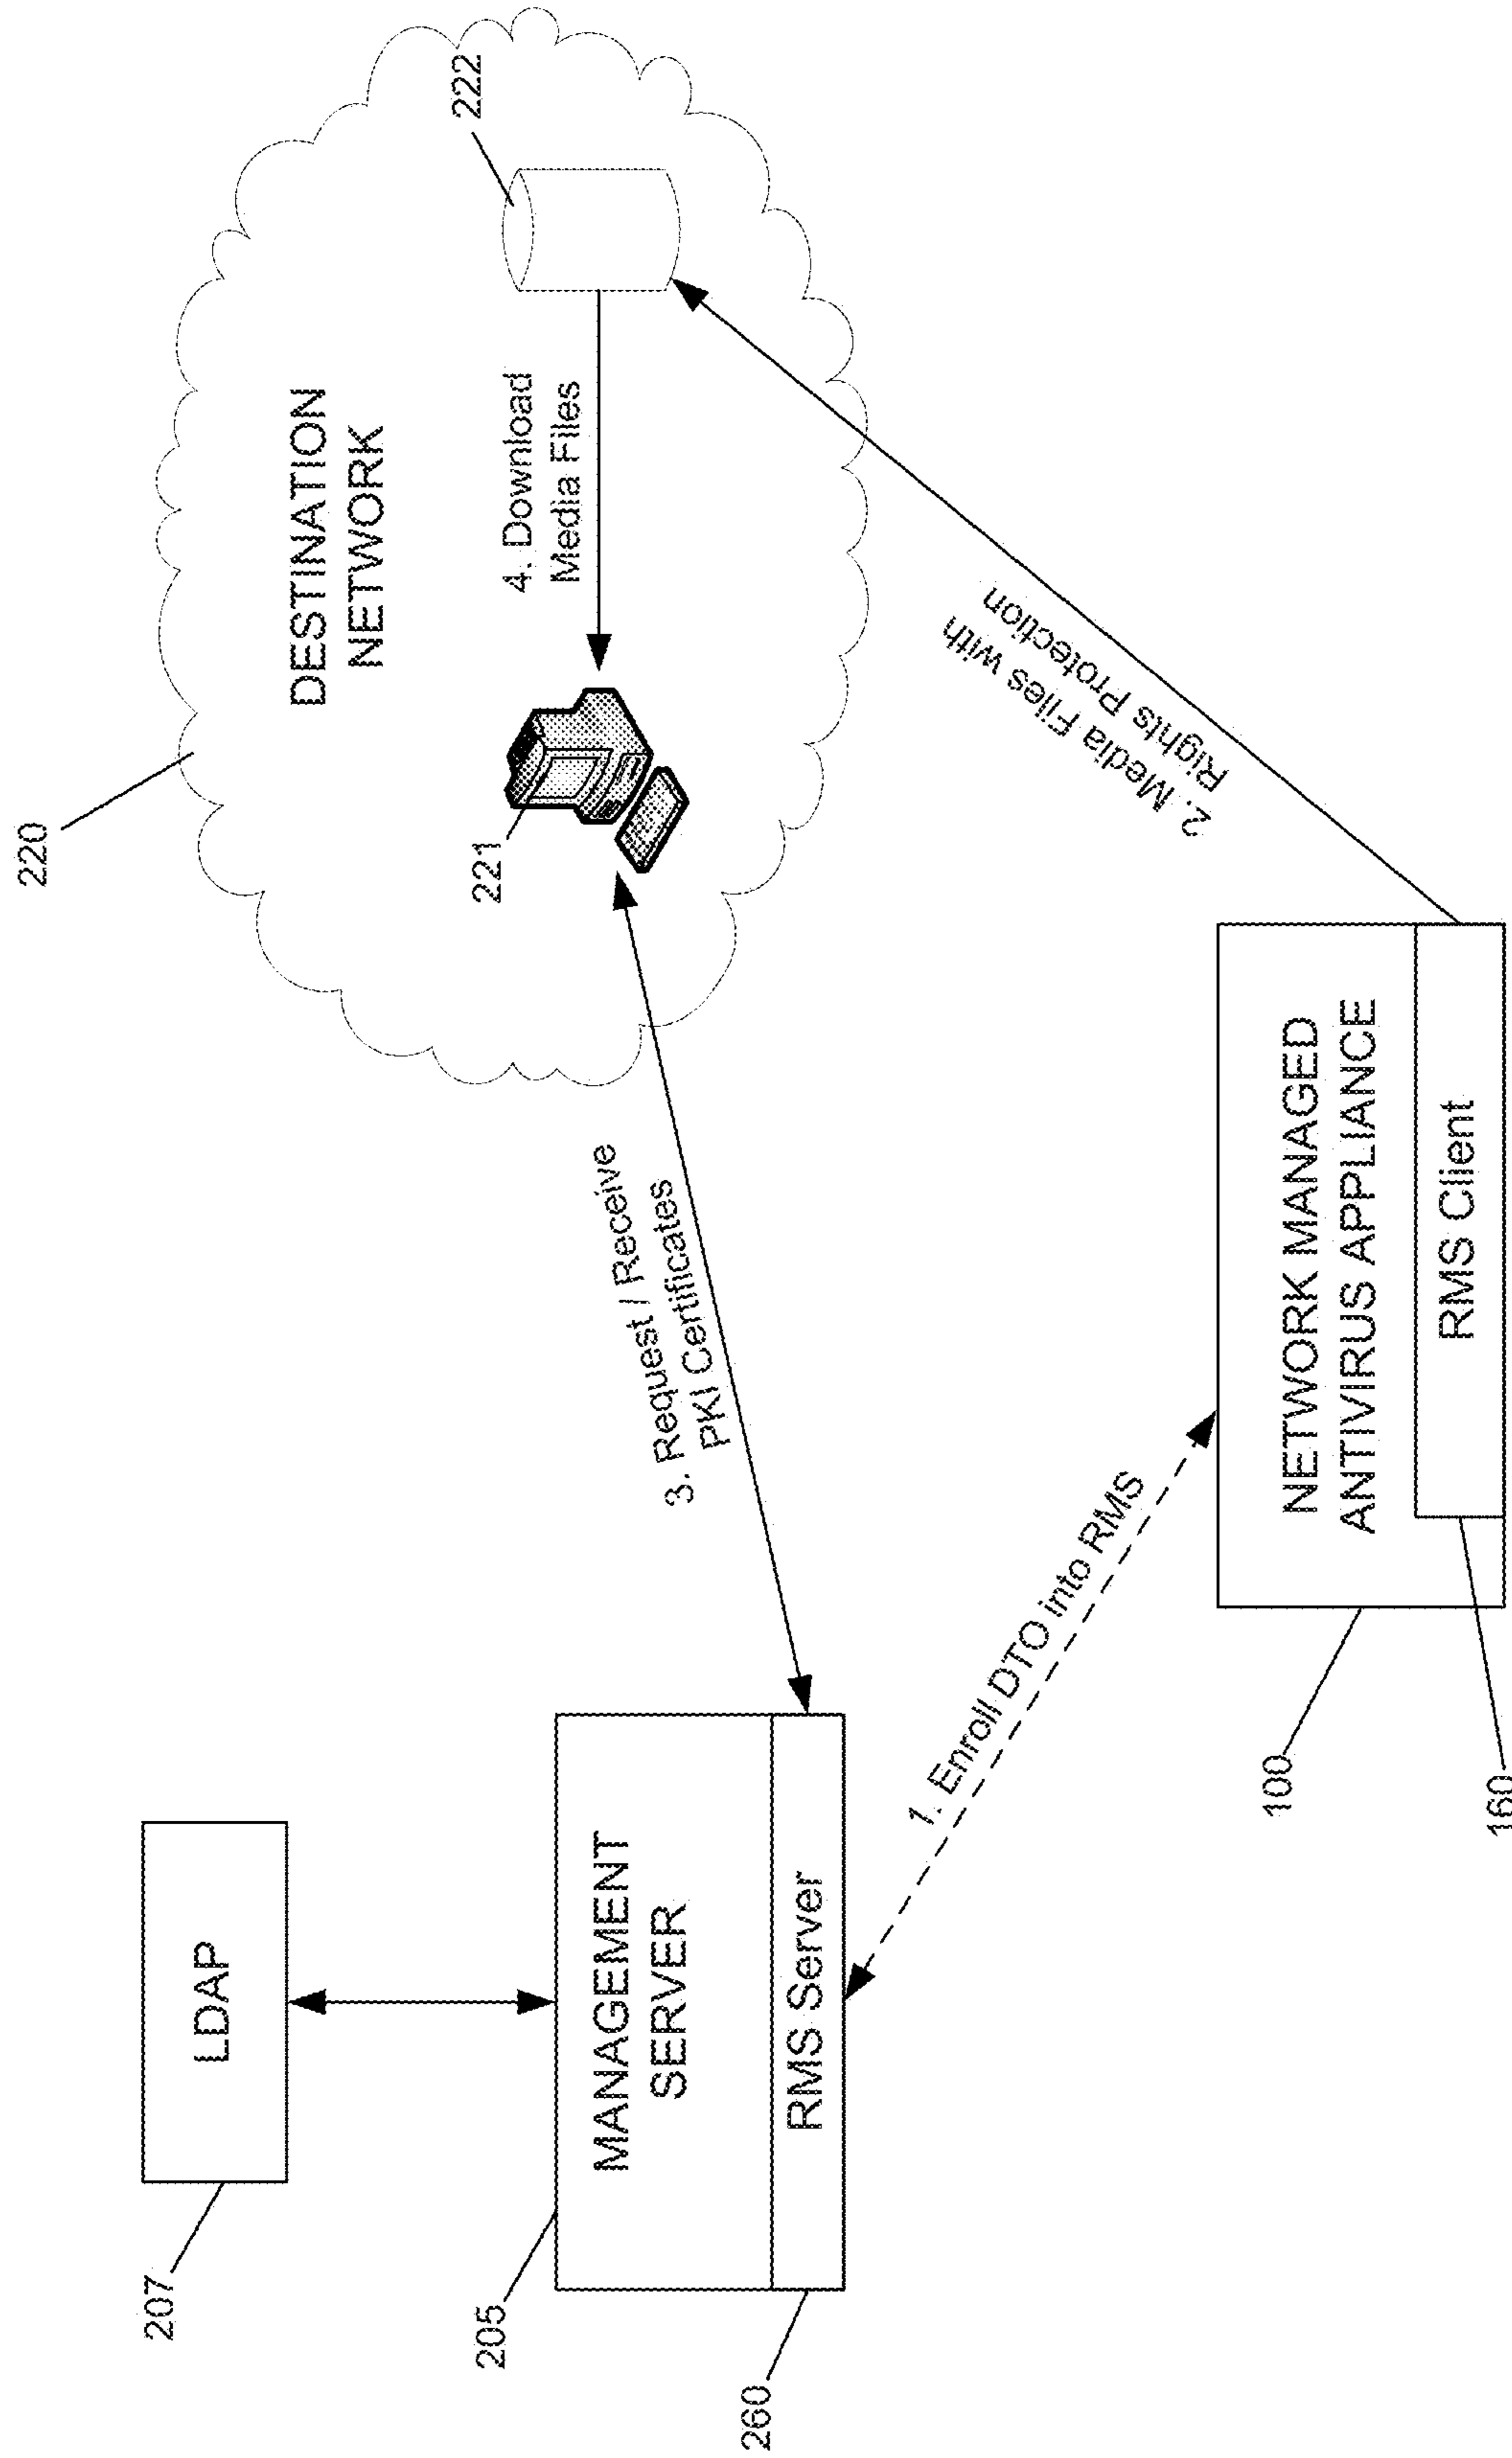 207
LDAP
205
MANAGEMENT
SERVER
260
RMS Server
3. Request / Receive
PKI Certificates
1. Enroll DTO into RMS
220
DESTINATION
NETWORK
221
4. Download
Media Files
222
2. Media Files with
Rights Protection
100
NETWORK MANAGED
ANTIVIRUS APPLIANCE
160
RMS Client